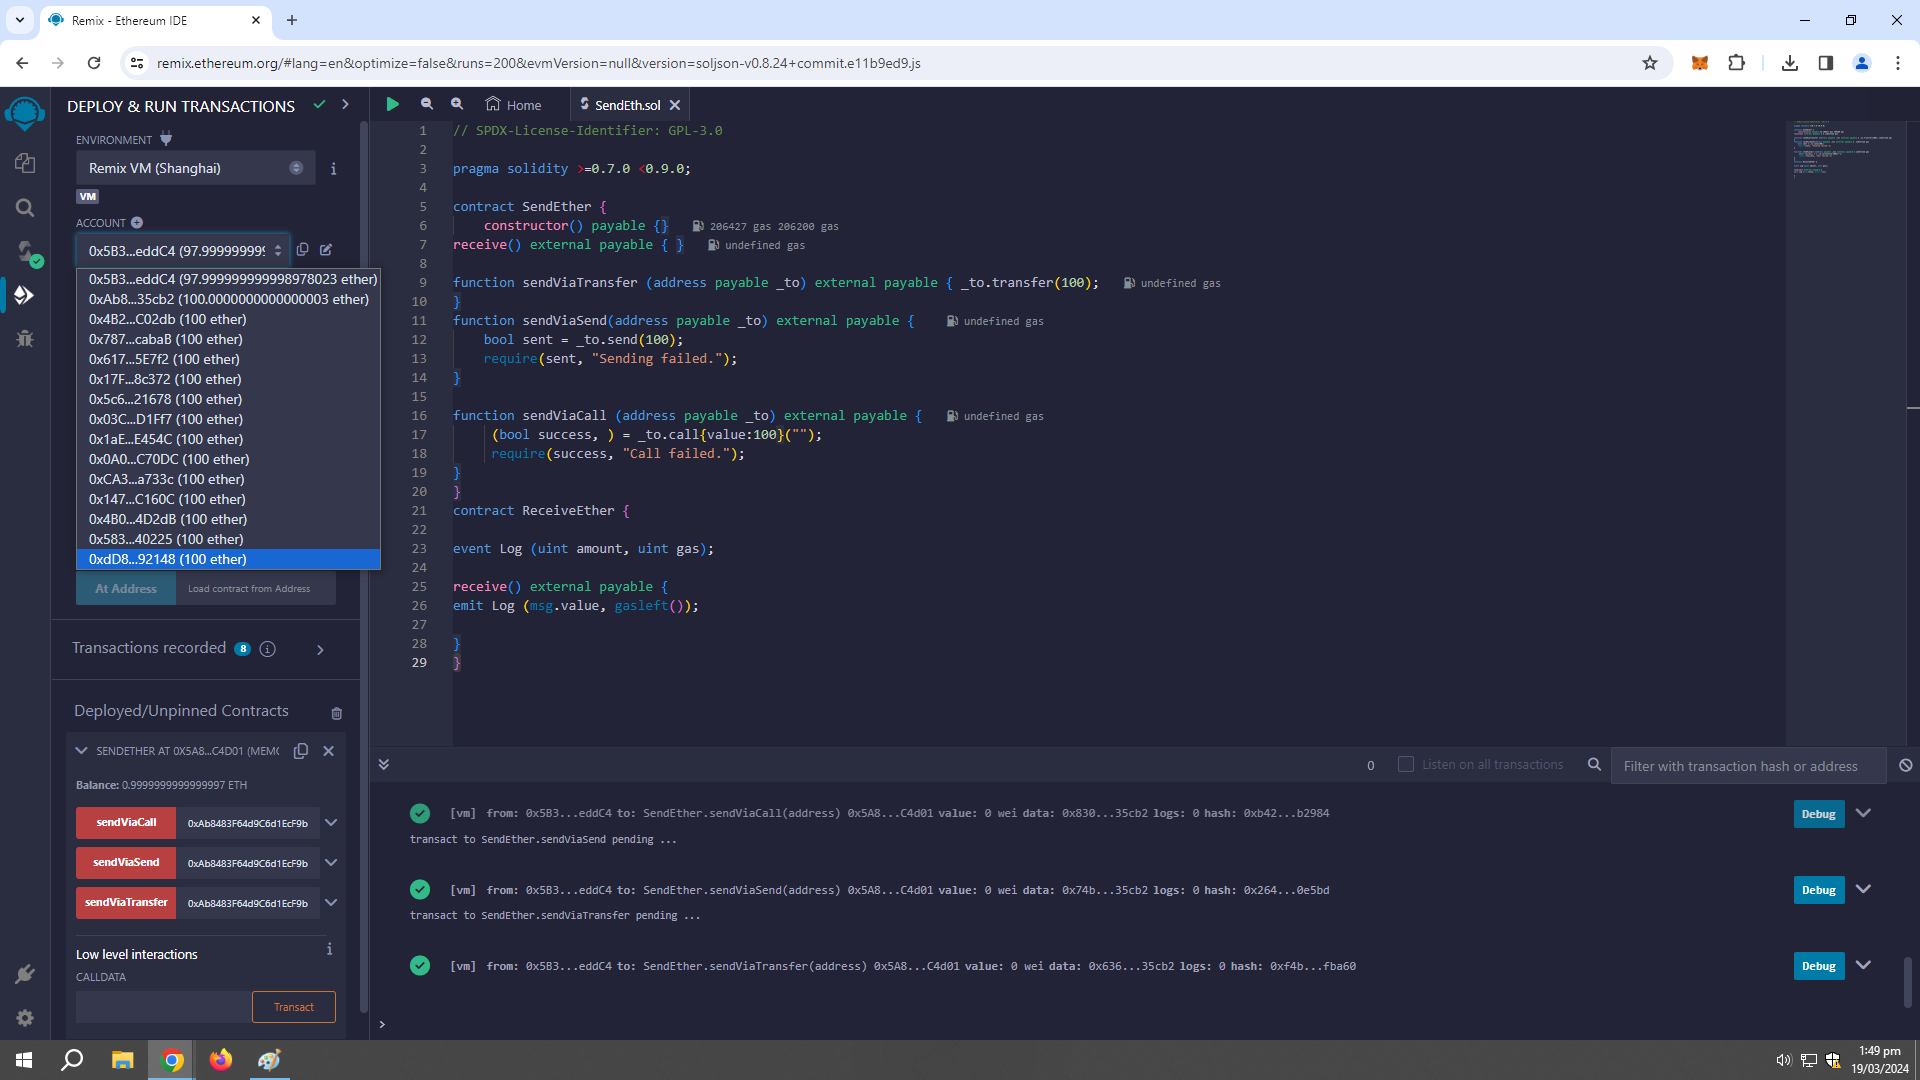 Remix - Ethereum IDE
remix.ethereum.org/#lang=en&optimize=false&runs=200&evmVersion=null&version=soljson-v0.8.24+commit.e11b9ed9.js
DEPLOY & RUN TRANSACTIONS
ENVIRONMENT
Remix VM (Shanghai)
VM
ACCOUNT
0x5B3...eddC4 (97.999999999
0x5B3...eddC4 (97.999999999998978023 ether)
0xAb8...35cb2 (100.0000000000000003 ether)
0x4B2...C02db (100 ether)
0x787...cabaB (100 ether)
0x617...5E7f2 (100 ether)
0x17F...8c372 (100 ether)
0x5c6...21678 (100 ether)
0x03C...D1Ff7 (100 ether)
0x1aE...E454C (100 ether)
0x0A0...C70DC (100 ether)
0xCA3...a733c (100 ether)
0x147...C160C (100 ether)
0x4B0...4D2dB (100 ether)
0x583...40225 (100 ether)
0xdD8...92148 (100 ether)
At Address Load contract from Address
Transactions recorded 8
Deployed/Unpinned Contracts
SENDETHER AT 0X5A8...C4D01 (MEMO
Balance: 0.9999999999999997 ETH
sendViaCall 0xAb8483F64d9C6d1EcF9b
sendViaSend 0xAb8483F64d9C6d1EcF9b
sendViaTransfer 0xAb8483F64d9C6d1EcF9b
Low level interactions
CALLDATA
Transact
Home SendEth.sol
1 // SPDX-License-Identifier: GPL-3.0
2
3 pragma solidity >=0.7.0 <0.9.0;
4
5 contract SendEther {
6 constructor() payable {} 206427 gas 206200 gas
7 receive() external payable { } undefined gas
8
9 function sendViaTransfer (address payable _to) external payable { _to.transfer(100); undefined gas
10 }
11 function sendViaSend(address payable _to) external payable { undefined gas
12 bool sent = _to.send(100);
13 require(sent, "Sending failed.");
14 }
15
16 function sendViaCall (address payable _to) external payable { undefined gas
17 (bool success, ) = _to.call{value:100}("");
18 require(success, "Call failed.");
19 }
20 }
21 contract ReceiveEther {
22
23 event Log (uint amount, uint gas);
24
25 receive() external payable {
26 emit Log (msg.value, gasleft());
27
28 }
29 }
0 Listen on all transactions Filter with transaction hash or address
[vm] from: 0x5B3...eddC4 to: SendEther.sendViaCall(address) 0x5A8...C4d01 value: 0 wei data: 0x830...35cb2 logs: 0 hash: 0xb42...b2984 Debug
transact to SendEther.sendViaSend pending ...
[vm] from: 0x5B3...eddC4 to: SendEther.sendViaSend(address) 0x5A8...C4d01 value: 0 wei data: 0x74b...35cb2 logs: 0 hash: 0x264...0e5bd Debug
transact to SendEther.sendViaTransfer pending ...
[vm] from: 0x5B3...eddC4 to: SendEther.sendViaTransfer(address) 0x5A8...C4d01 value: 0 wei data: 0x636...35cb2 logs: 0 hash: 0xf4b...fba60 Debug
>
1:49 pm
19/03/2024